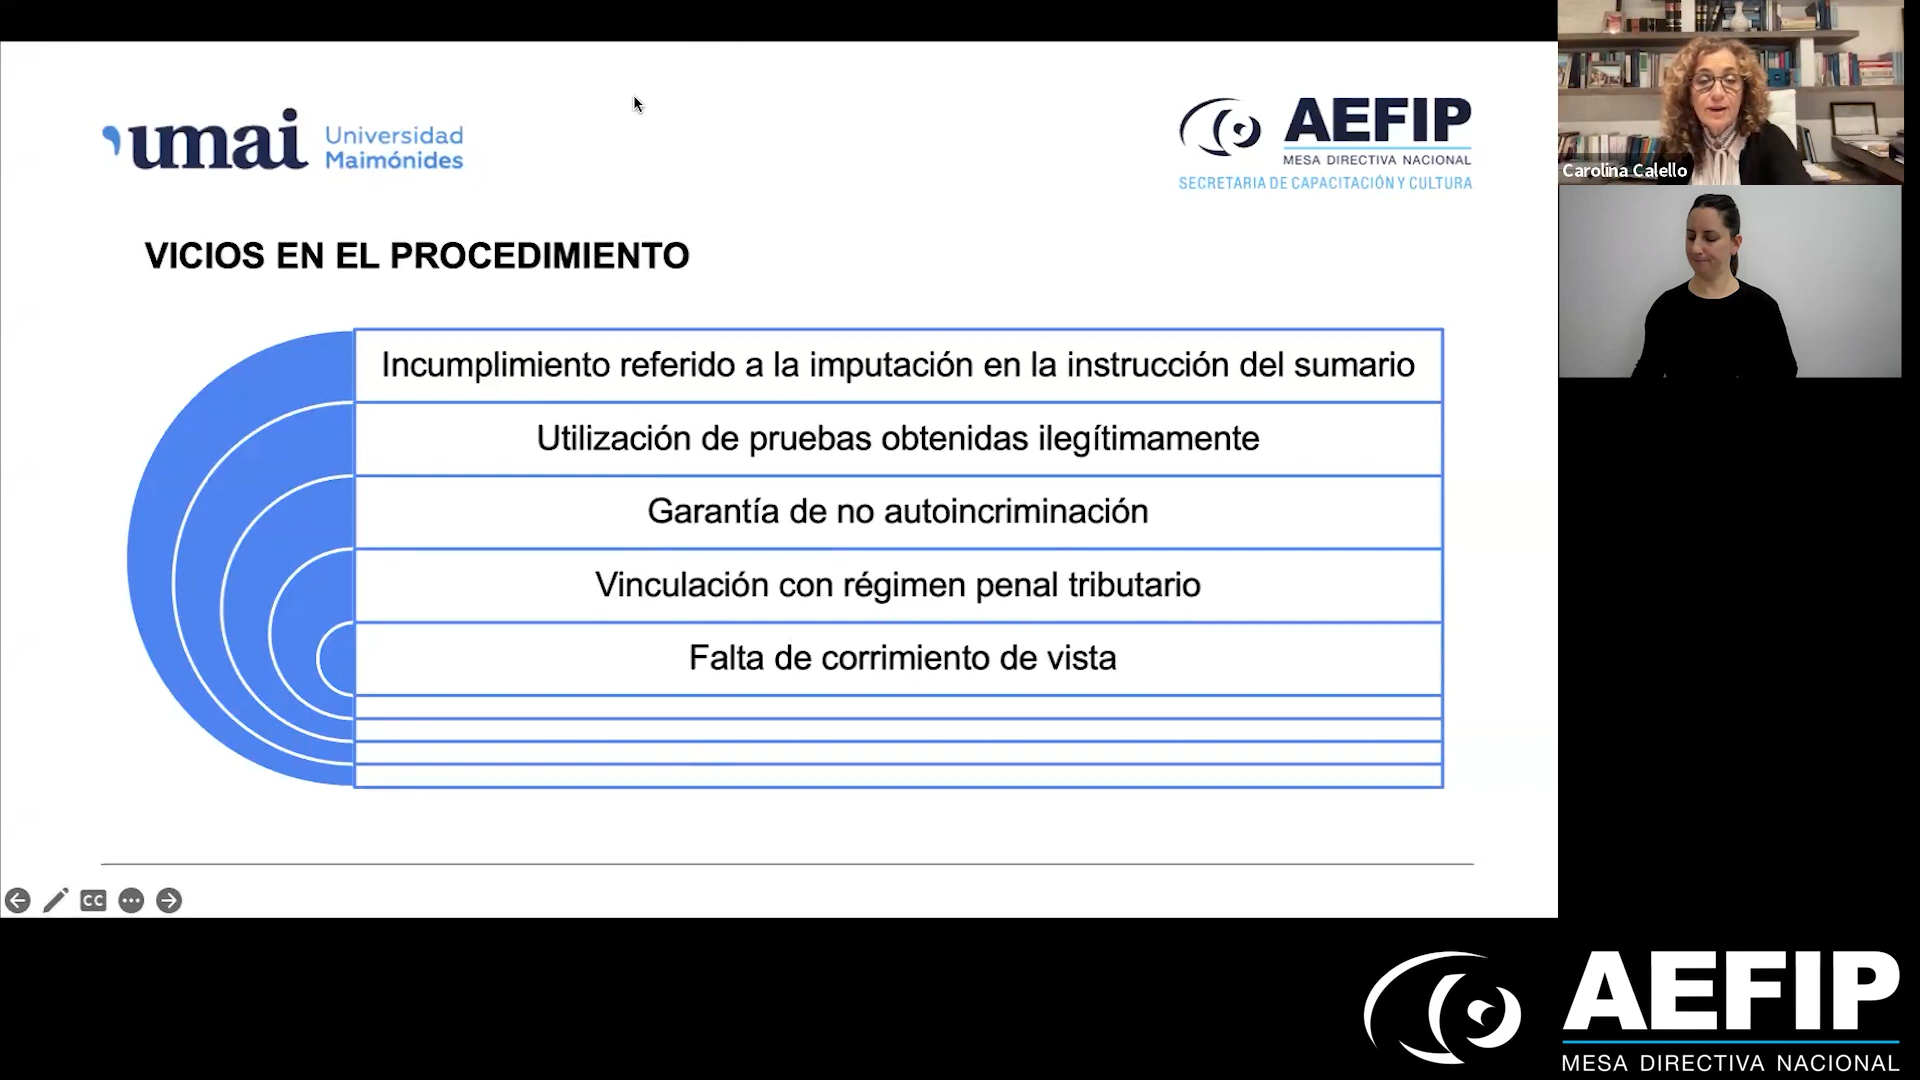 umai Universidad
Maimónides
AEFIP
MESA DIRECTIVA NACIONAL
SECRETARIA DE CAPACITACIÓN Y CULTURA
VICIOS EN EL PROCEDIMIENTO
Incumplimiento referido a la imputación en la instrucción del sumario
Utilización de pruebas obtenidas ilegítimamente
Garantía de no autoincriminación
Vinculación con régimen penal tributario
Falta de corrimiento de vista
CC
Carolina Calello
AEFIP
MESA DIRECTIVA NACIONAL